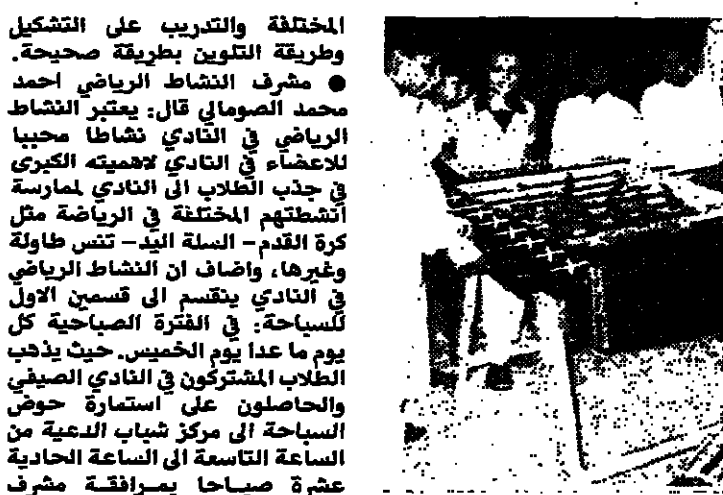 المختلفة والتدريب على التشكيل
وطريقة التلوين بطريقة صحيحة.
● مشرف النشاط الرياضي احمد
محمد الصومالي قال: يعتبر النشاط
الرياضي في النادي نشاطا محببا
للاعضاء في النادي لاهميته الكبرى
في جذب الطلاب الى النادي لممارسة
أنشطتهم المختلفة في الرياضة مثل
كرة القدم – السلة اليد – تنس طاولة
وغيرها، واضاف ان النشاط الرياضي
في النادي ينقسم الى قسمين الاول
للسباحة: في الفترة الصباحية كل
يوم ما عدا يوم الخميس. حيث يذهب
الطلاب المشتركون في النادي الصيفي
والحاصلون على استمارة حوض
السباحة الى مركز شباب الدعية من
الساعة التاسعة الى الساعة الحادية
عشرة صباحا بمرافقة مشرف